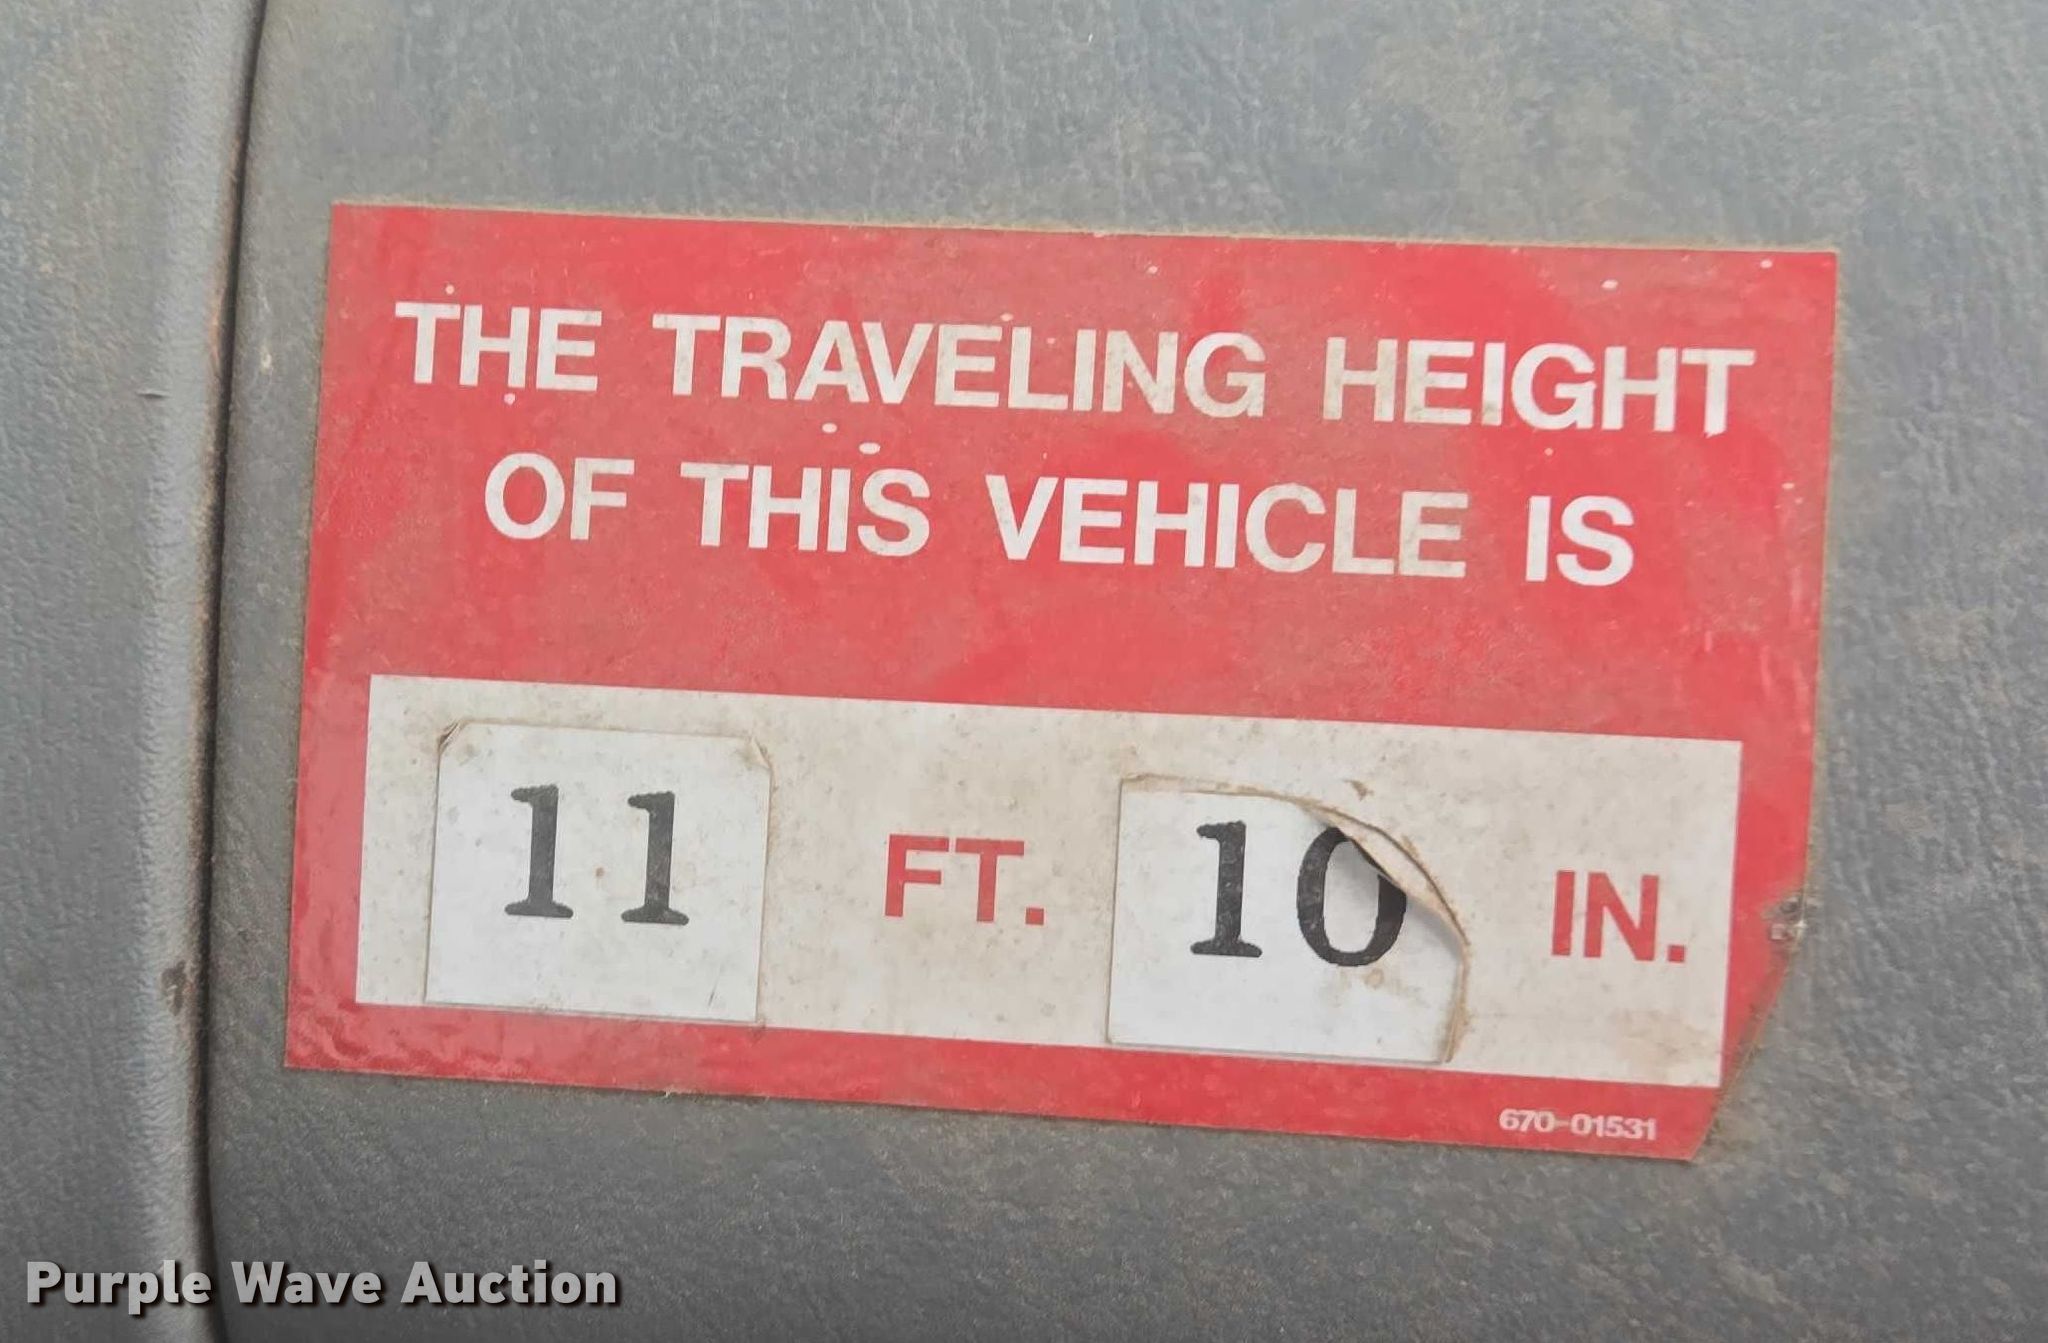 THE TRAVELING HEIGHT
OF THIS VEHICLE IS
11 FT. 10 IN.
670-01531
Purple Wave Auction